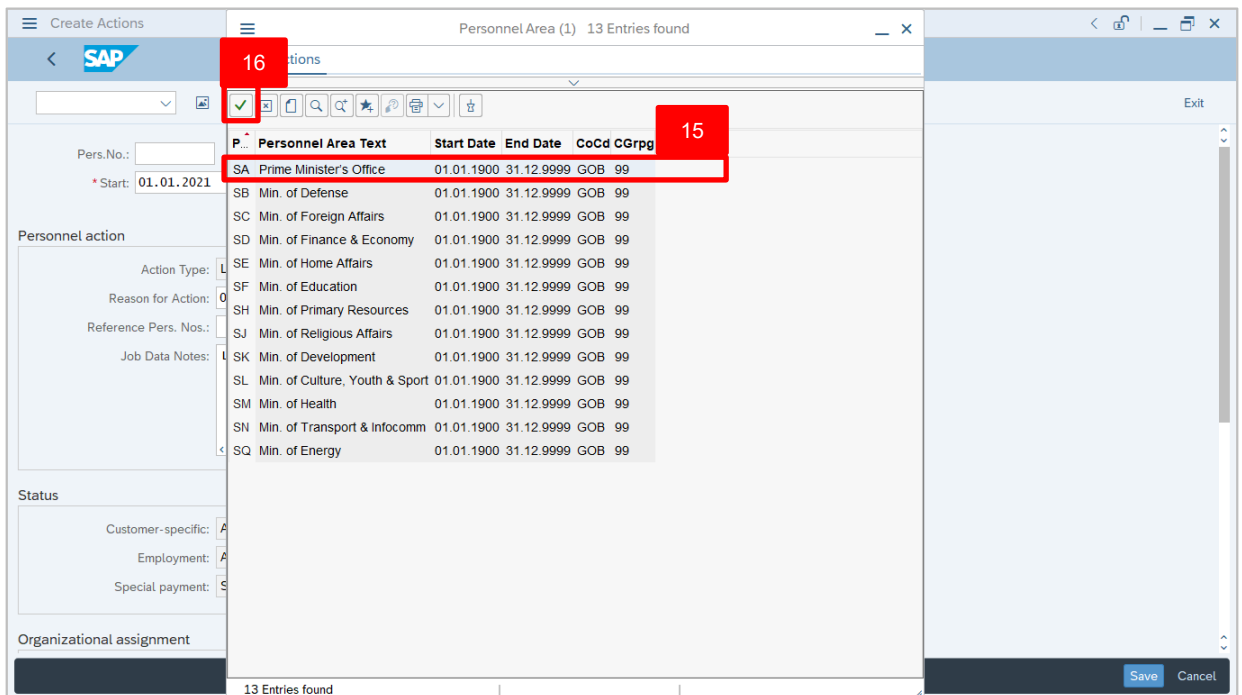 Create Actions
Personnel Area (1) 13 Entries found
SAP
16
ctions
Exit
15
P... Personnel Area Text Start Date End Date CoCd CGrpg
Pers.No.:
* Start: 01.01.2021
SA Prime Minister's Office 01.01.1900 31.12.9999 GOB 99
SB Min. of Defense 01.01.1900 31.12.9999 GOB 99
SC Min. of Foreign Affairs 01.01.1900 31.12.9999 GOB 99
Personnel action
SD Min. of Finance & Economy 01.01.1900 31.12.9999 GOB 99
Action Type: L
SE Min. of Home Affairs 01.01.1900 31.12.9999 GOB 99
SF Min. of Education 01.01.1900 31.12.9999 GOB 99
Reason for Action: 0
SH Min. of Primary Resources 01.01.1900 31.12.9999 GOB 99
Reference Pers. Nos.:
SJ Min. of Religious Affairs 01.01.1900 31.12.9999 GOB 99
Job Data Notes: L
SK Min. of Development 01.01.1900 31.12.9999 GOB 99
SL Min. of Culture, Youth & Sport 01.01.1900 31.12.9999 GOB 99
SM Min. of Health 01.01.1900 31.12.9999 GOB 99
SN Min. of Transport & Infocomm 01.01.1900 31.12.9999 GOB 99
SQ Min. of Energy 01.01.1900 31.12.9999 GOB 99
Status
Customer-specific: A
Employment: A
Special payment: S
Organizational assignment
Save Cancel
13 Entries found